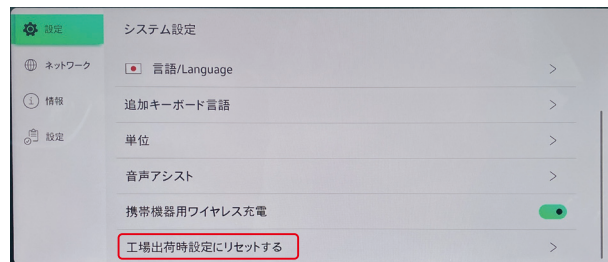 設定
ネットワーク
情報
設定
システム設定
言語/Language
追加キーボード言語
単位
音声アシスト
携帯機器用ワイヤレス充電
工場出荷時設定にリセットする